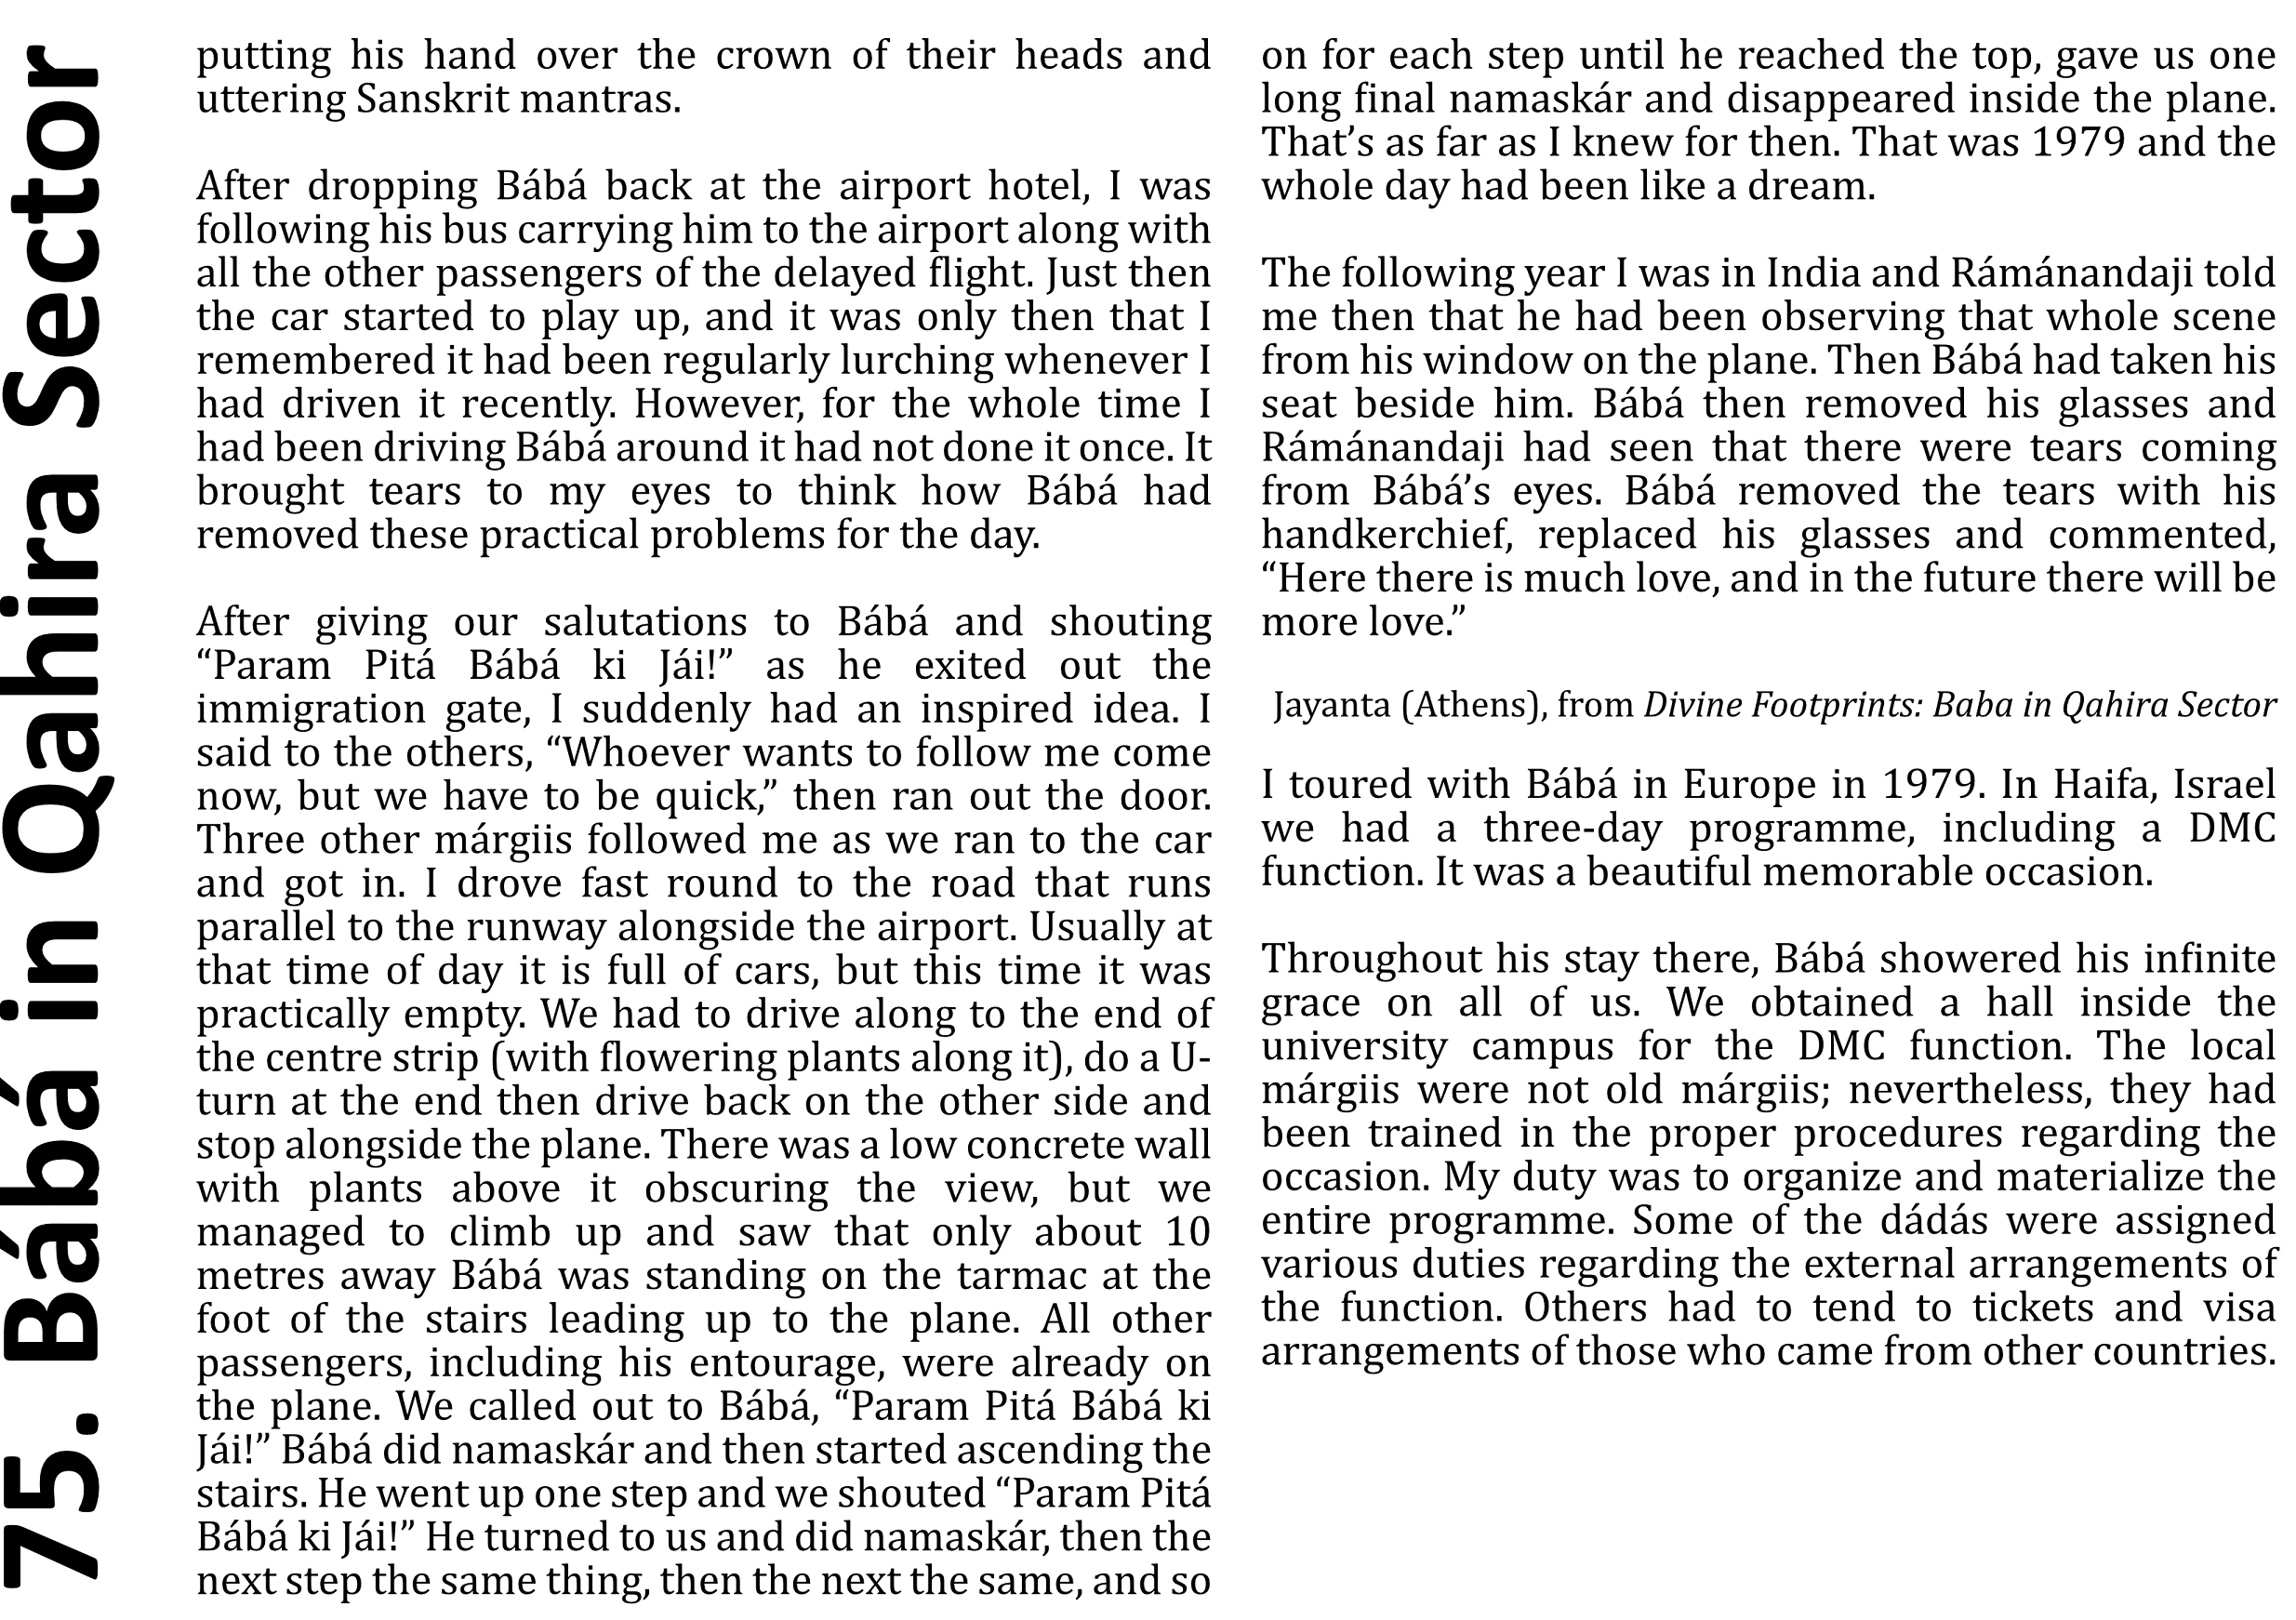 75. Bábá in Qahira Sector
putting his hand over the crown of their heads and
uttering Sanskrit mantras.
After dropping Bábá back at the airport hotel, I was
following his bus carrying him to the airport along with
all the other passengers of the delayed flight. Just then
the car started to play up, and it was only then that I
remembered it had been regularly lurching whenever I
had driven it recently. However, for the whole time I
had been driving Bábá around it had not done it once. It
brought tears to my eyes to think how Bábá had
removed these practical problems for the day.
After giving our salutations to Bábá and shouting
“Param Pitá Bábá ki Jái!” as he exited out the
immigration gate, I suddenly had an inspired idea. I
said to the others, “Whoever wants to follow me come
now, but we have to be quick,” then ran out the door.
Three other márgiis followed me as we ran to the car
and got in. I drove fast round to the road that runs
parallel to the runway alongside the airport. Usually at
that time of day it is full of cars, but this time it was
practically empty. We had to drive along to the end of
the centre strip (with flowering plants along it), do a U-
turn at the end then drive back on the other side and
stop alongside the plane. There was a low concrete wall
with plants above it obscuring the view, but we
managed to climb up and saw that only about 10
metres away Bábá was standing on the tarmac at the
foot of the stairs leading up to the plane. All other
passengers, including his entourage, were already on
the plane. We called out to Bábá, “Param Pitá Bábá ki
Jái!” Bábá did namaskár and then started ascending the
stairs. He went up one step and we shouted “Param Pitá
Bábá ki Jái!” He turned to us and did namaskár, then the
next step the same thing, then the next the same, and so
on for each step until he reached the top, gave us one
long final namaskár and disappeared inside the plane.
That’s as far as I knew for then. That was 1979 and the
whole day had been like a dream.
The following year I was in India and Rámánandaji told
me then that he had been observing that whole scene
from his window on the plane. Then Bábá had taken his
seat beside him. Bábá then removed his glasses and
Rámánandaji had seen that there were tears coming
from Bábá’s eyes. Bábá removed the tears with his
handkerchief, replaced his glasses and commented,
“Here there is much love, and in the future there will be
more love.”
Jayanta (Athens), from Divine Footprints: Baba in Qahira Sector
I toured with Bábá in Europe in 1979. In Haifa, Israel
we had a three-day programme, including a DMC
function. It was a beautiful memorable occasion.
Throughout his stay there, Bábá showered his infinite
grace on all of us. We obtained a hall inside the
university campus for the DMC function. The local
márgiis were not old márgiis; nevertheless, they had
been trained in the proper procedures regarding the
occasion. My duty was to organize and materialize the
entire programme. Some of the dádás were assigned
various duties regarding the external arrangements of
the function. Others had to tend to tickets and visa
arrangements of those who came from other countries.